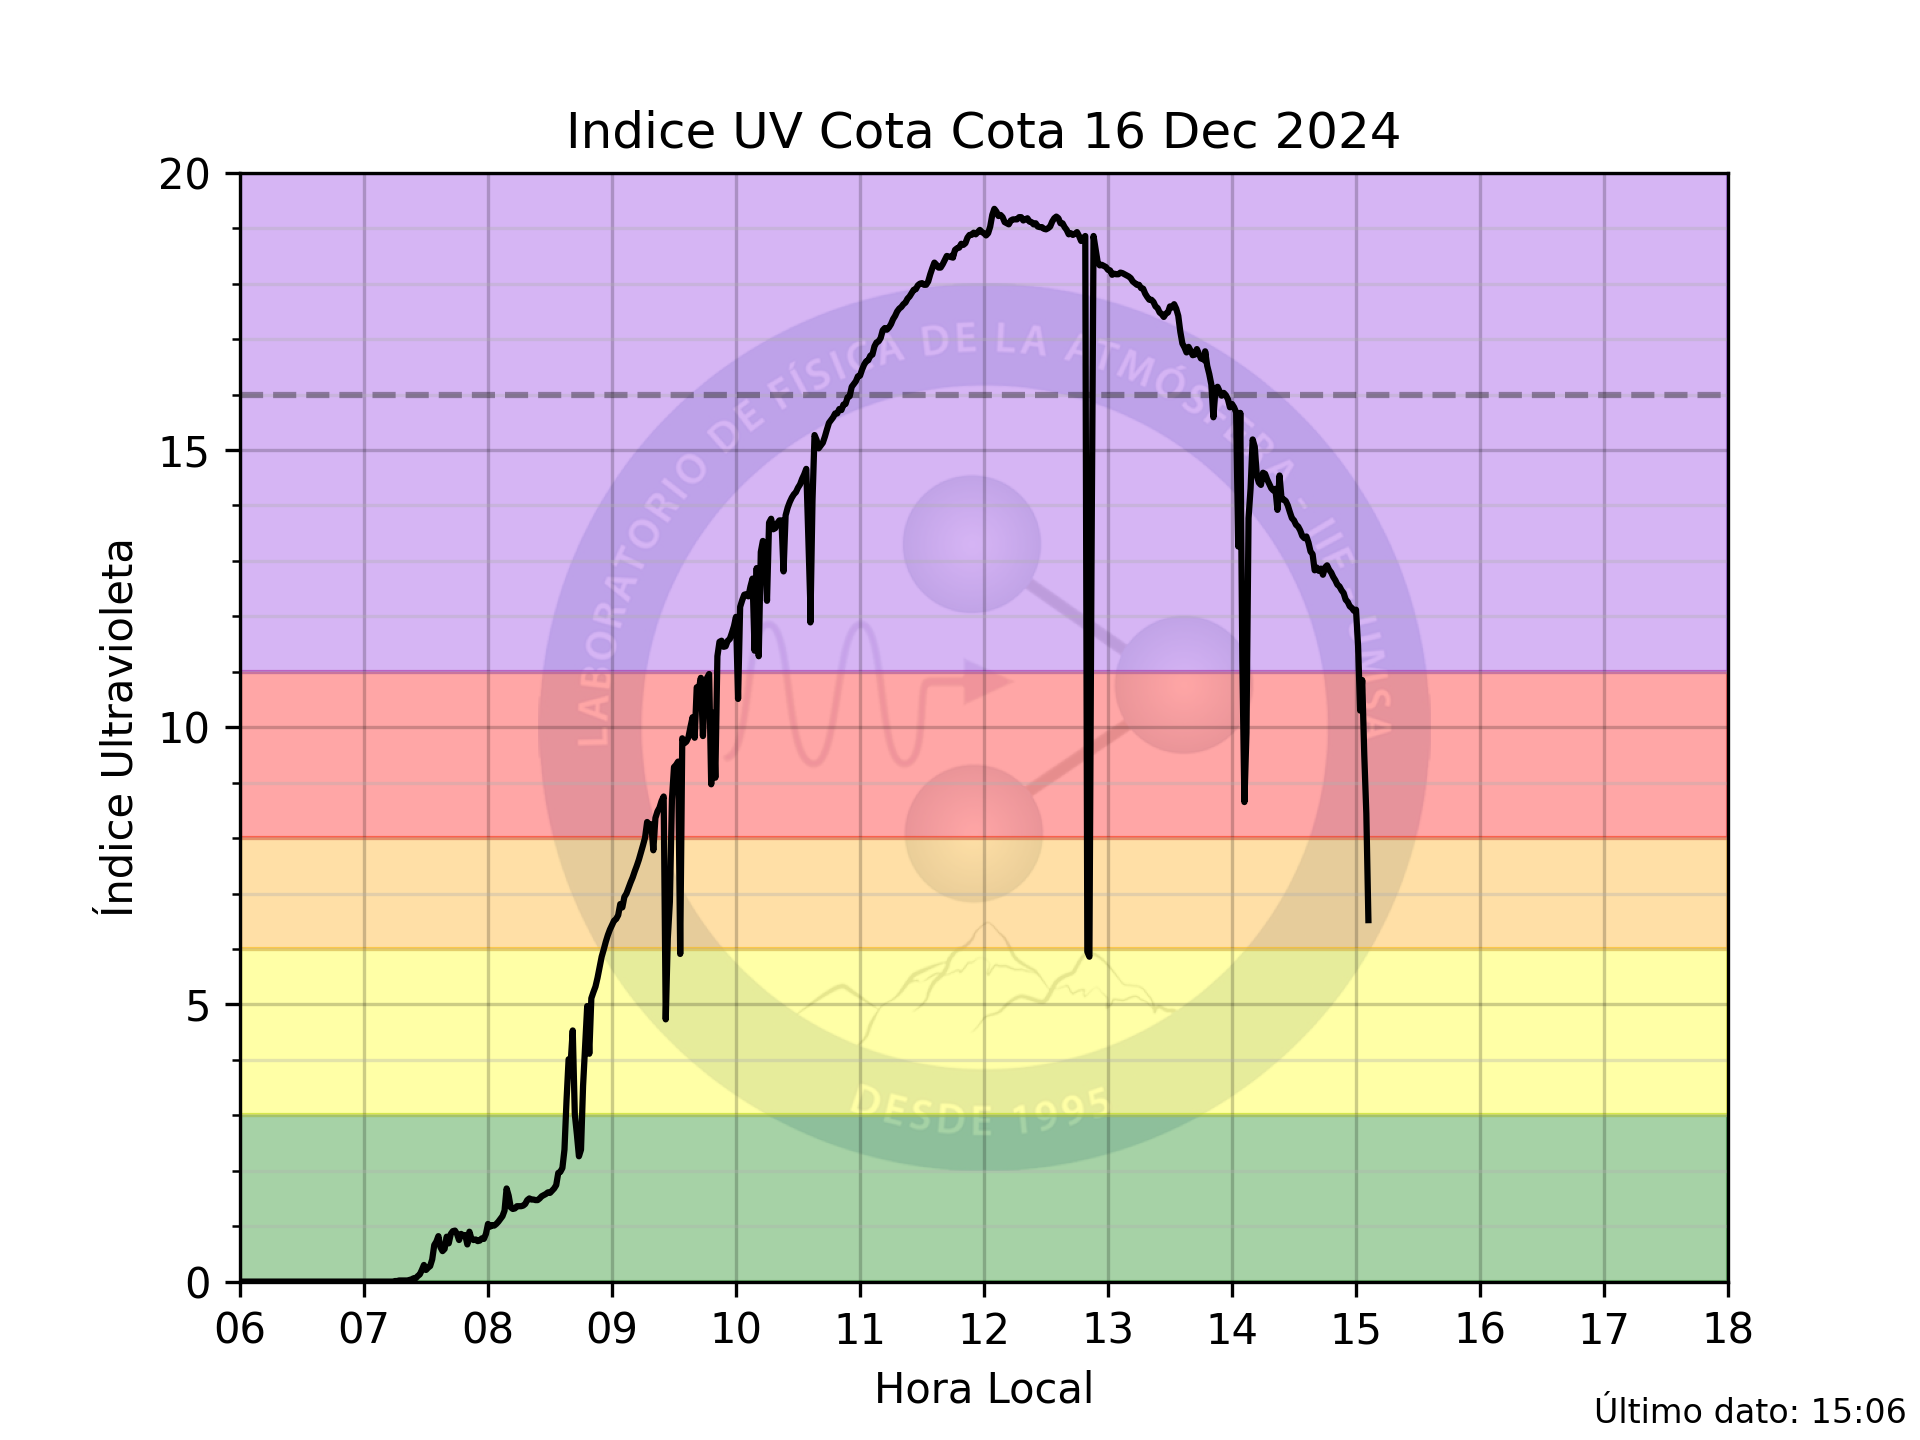 Indice UV Cota Cota 16 Dec 2024
20
15
10
5
0
Índice Ultravioleta
LABORATORIO DE FÍSICA DE LA ATMÓSFERA - IIF UMSA
DESDE 1995
06 07 08 09 10 11 12 13 14 15 16 17 18
Hora Local
Último dato: 15:06